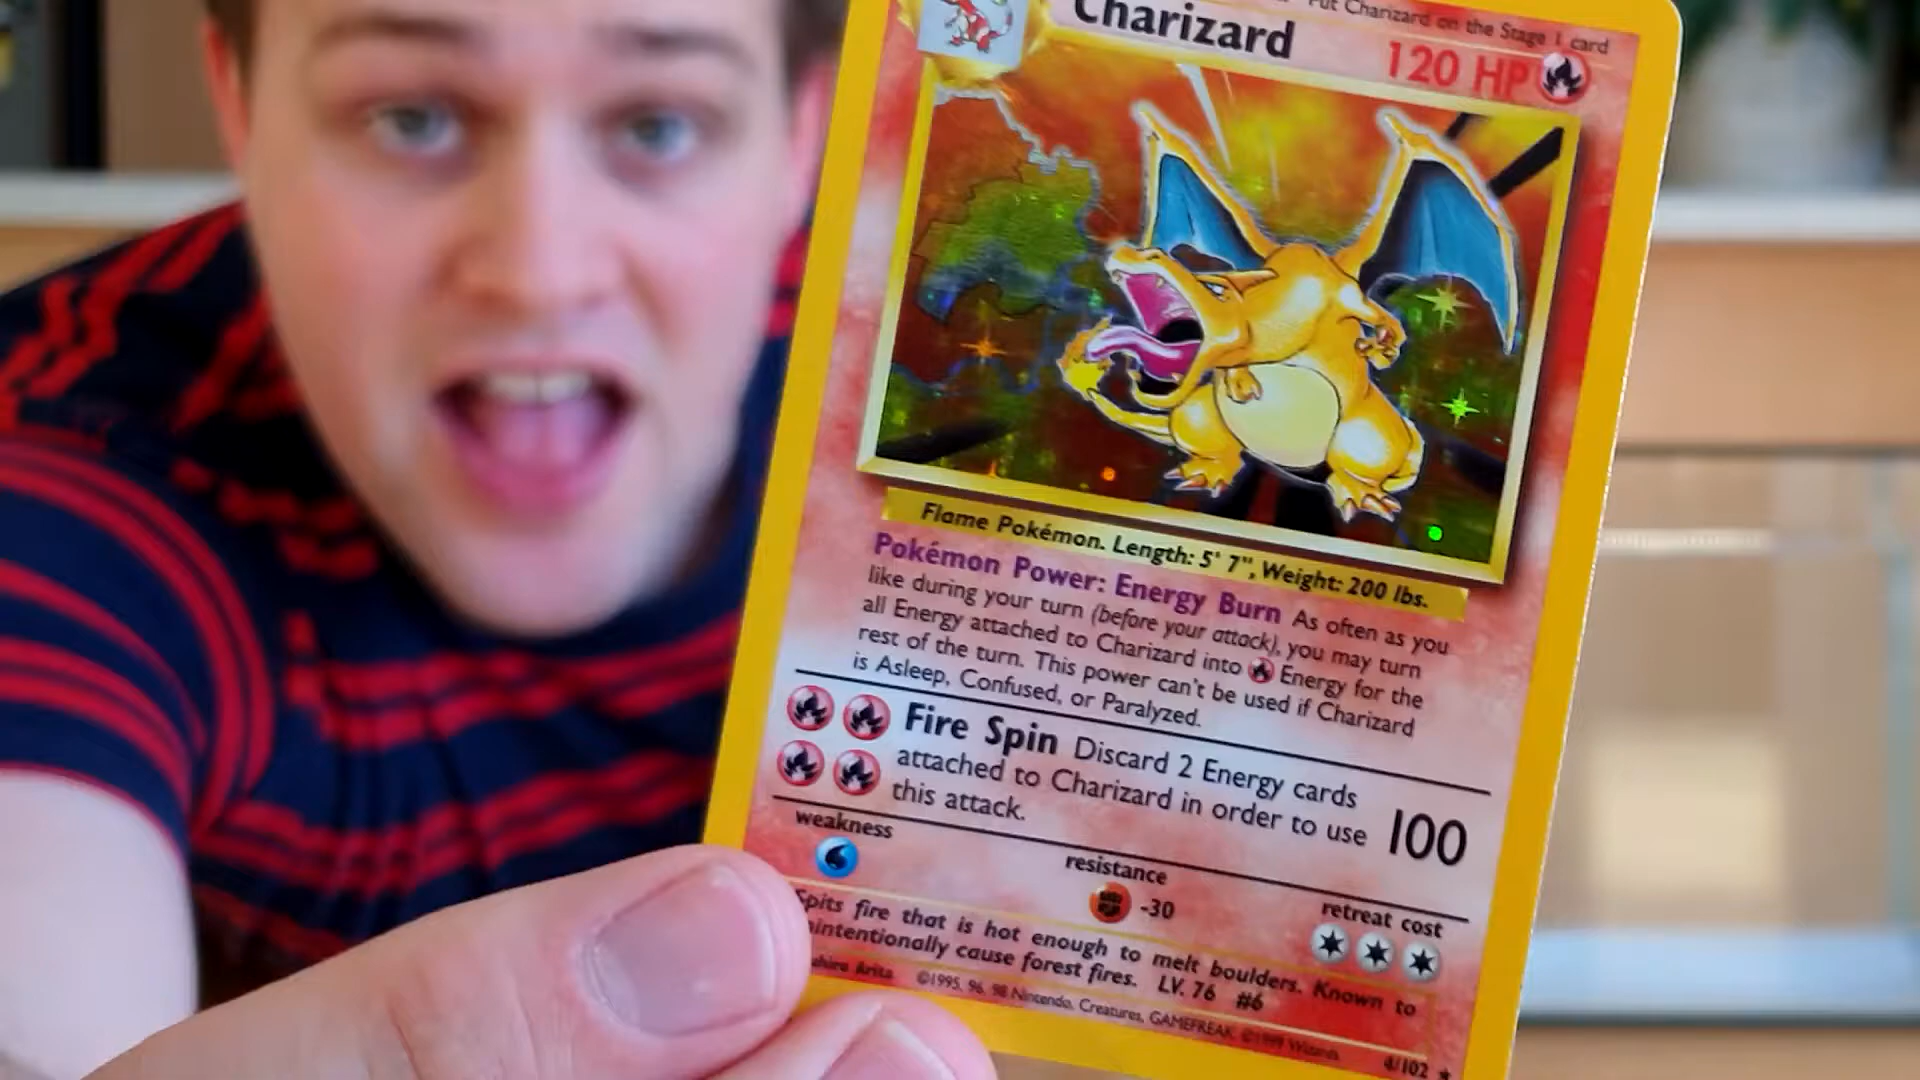 Put Charizard on the Stage 1 card
Charizard
120 HP
Flame Pokémon. Length: 5' 7", Weight: 200 lbs.
Pokémon Power: Energy Burn As often as you
like during your turn (before your attack), you may turn
all Energy attached to Charizard into Energy for the
rest of the turn. This power can't be used if Charizard
is Asleep, Confused, or Paralyzed.
Fire Spin Discard 2 Energy cards
attached to Charizard in order to use
this attack.
100
weakness
resistance
-30
retreat cost
Spits fire that is hot enough to melt boulders. Known to
unintentionally cause forest fires. LV. 76 #6
Arita ©1995, 96, 98 Nintendo, Creatures, GAMEFREAK. ©1999 Wizards
4/102